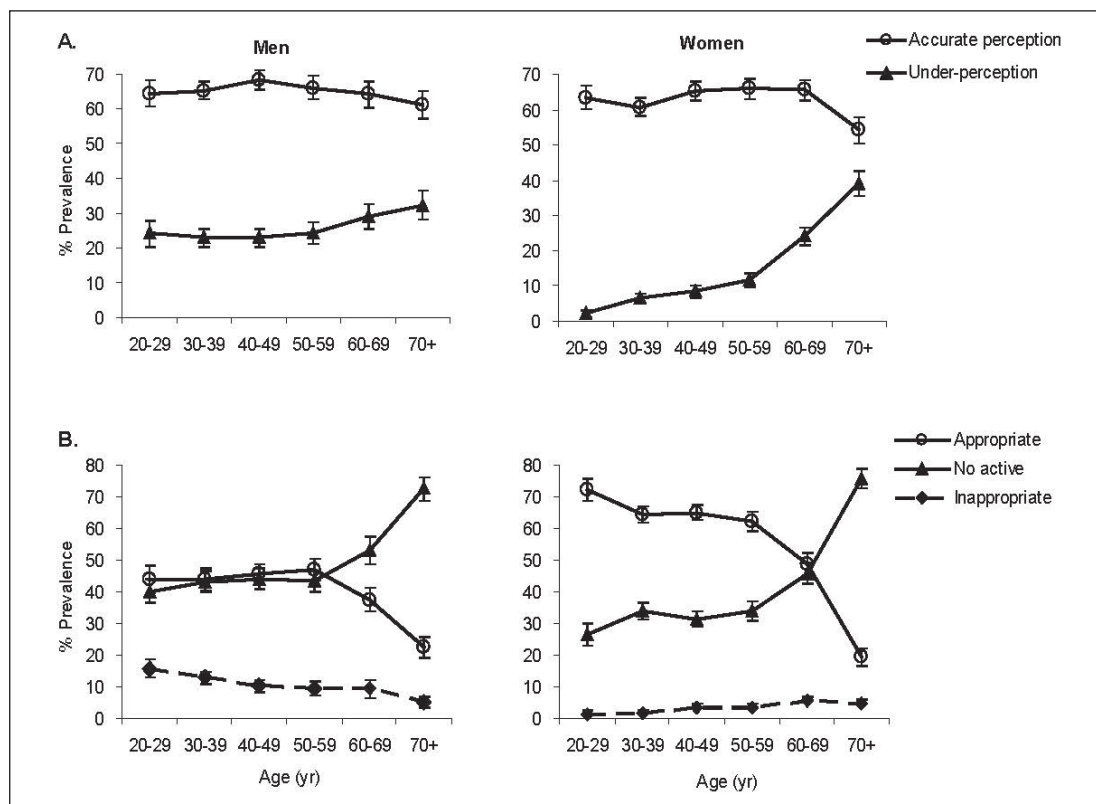 A.
Men
Women
Accurate perception
Under-perception
70
60
50
40
30
20
10
0
% Prevalence
20-29 30-39 40-49 50-59 60-69 70+
70
60
50
40
30
20
10
0
20-29 30-39 40-49 50-59 60-69 70+
B.
Appropriate
No active
Inappropriate
80
70
60
50
40
30
20
10
0
% Prevalence
20-29 30-39 40-49 50-59 60-69 70+
Age (yr)
80
70
60
50
40
30
20
10
0
20-29 30-39 40-49 50-59 60-69 70+
Age (yr)